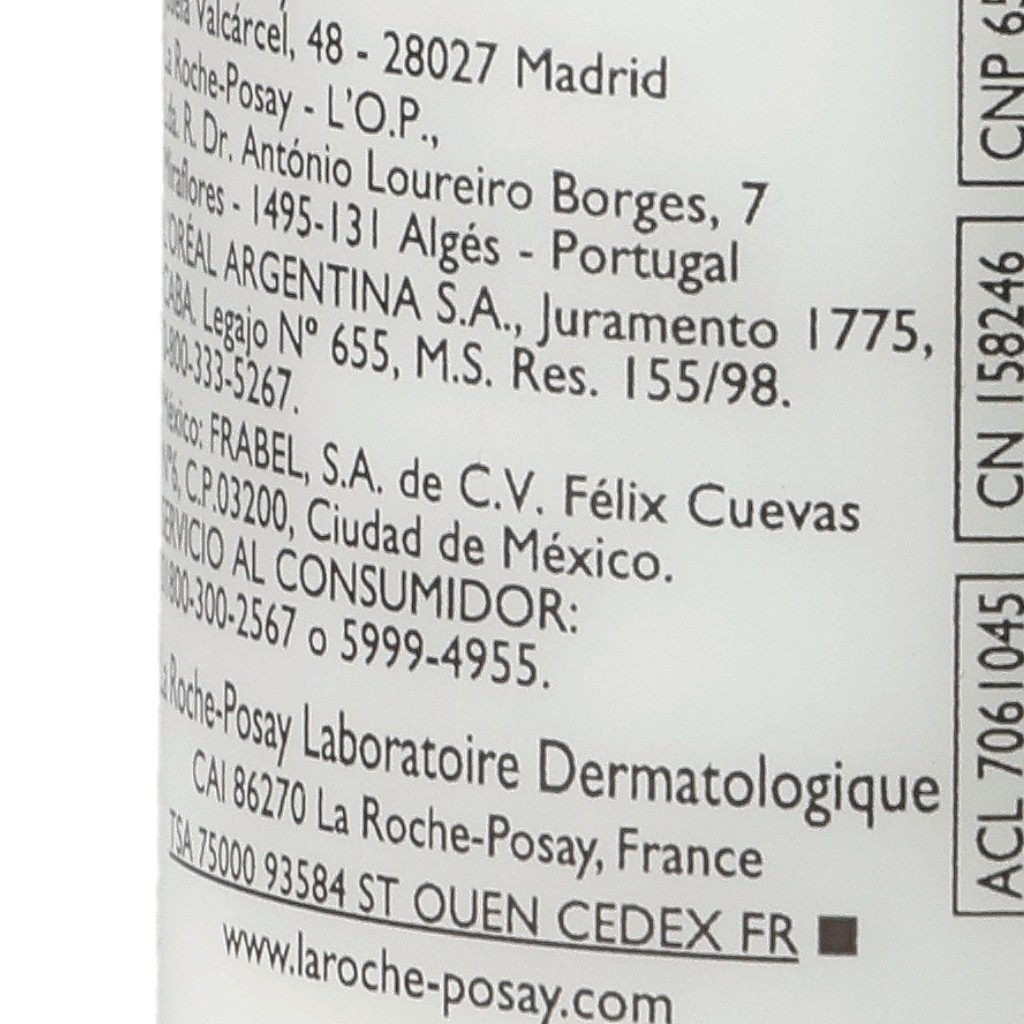 Valcárcel, 48 - 28027 Madrid
Roche-Posay - L'O.P.,
R. Dr. António Loureiro Borges, 7
Miraflores - 1495-131 Algés - Portugal
L'ORÉAL ARGENTINA S.A., Juramento 1775,
CABA. Legajo Nº 655, M.S. Res. 155/98.
-800-333-5267.
México: FRABEL, S.A. de C.V. Félix Cuevas
C.P.03200, Ciudad de México.
SERVICIO AL CONSUMIDOR:
800-300-2567 o 5999-4955.
La Roche-Posay Laboratoire Dermatologique
CAI 86270 La Roche-Posay, France
TSA 75000 93584 ST OUEN CEDEX FR
www.laroche-posay.com
CNP
CN 158246
ACL 7061045